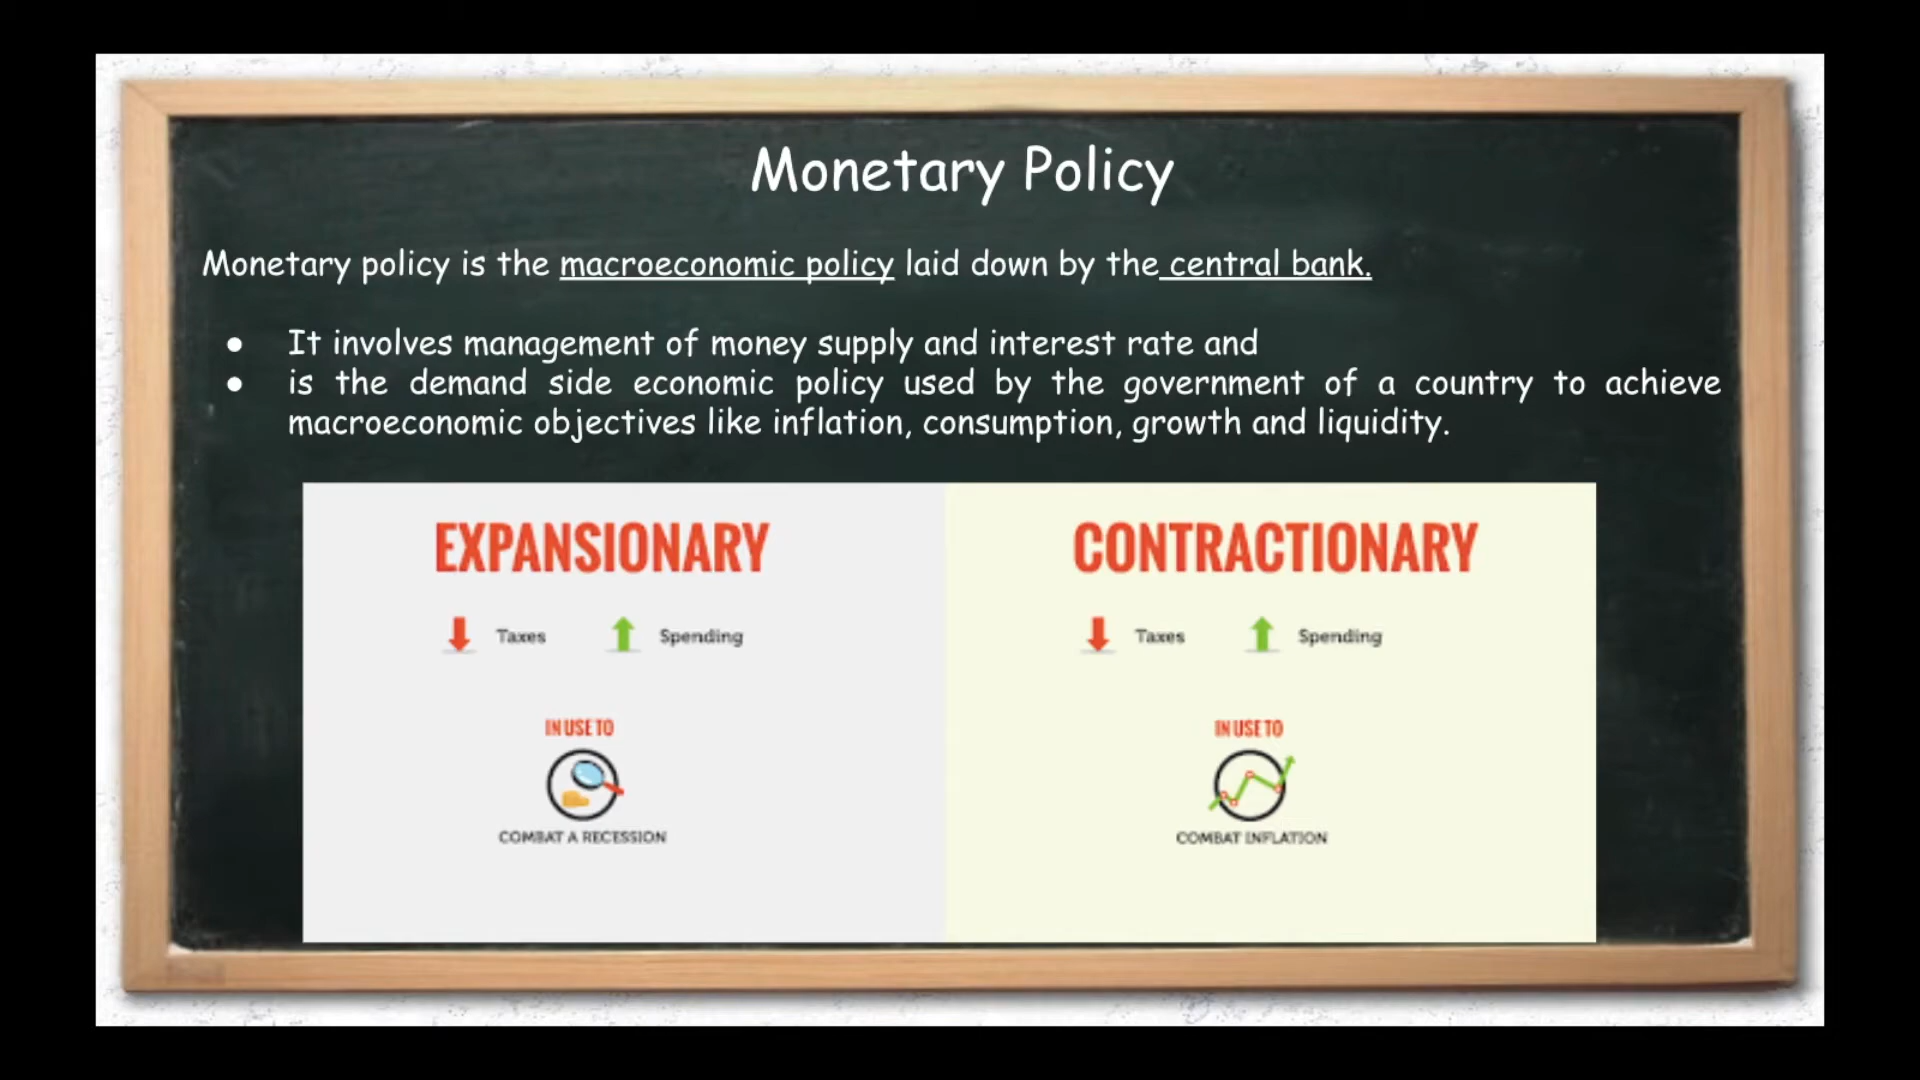 Monetary Policy
Monetary policy is the macroeconomic policy laid down by the central bank.
● It involves management of money supply and interest rate and
● is the demand side economic policy used by the government of a country to achieve
macroeconomic objectives like inflation, consumption, growth and liquidity.
EXPANSIONARY
Taxes Spending
IN USE TO
COMBAT A RECESSION
CONTRACTIONARY
Taxes Spending
IN USE TO
COMBAT INFLATION